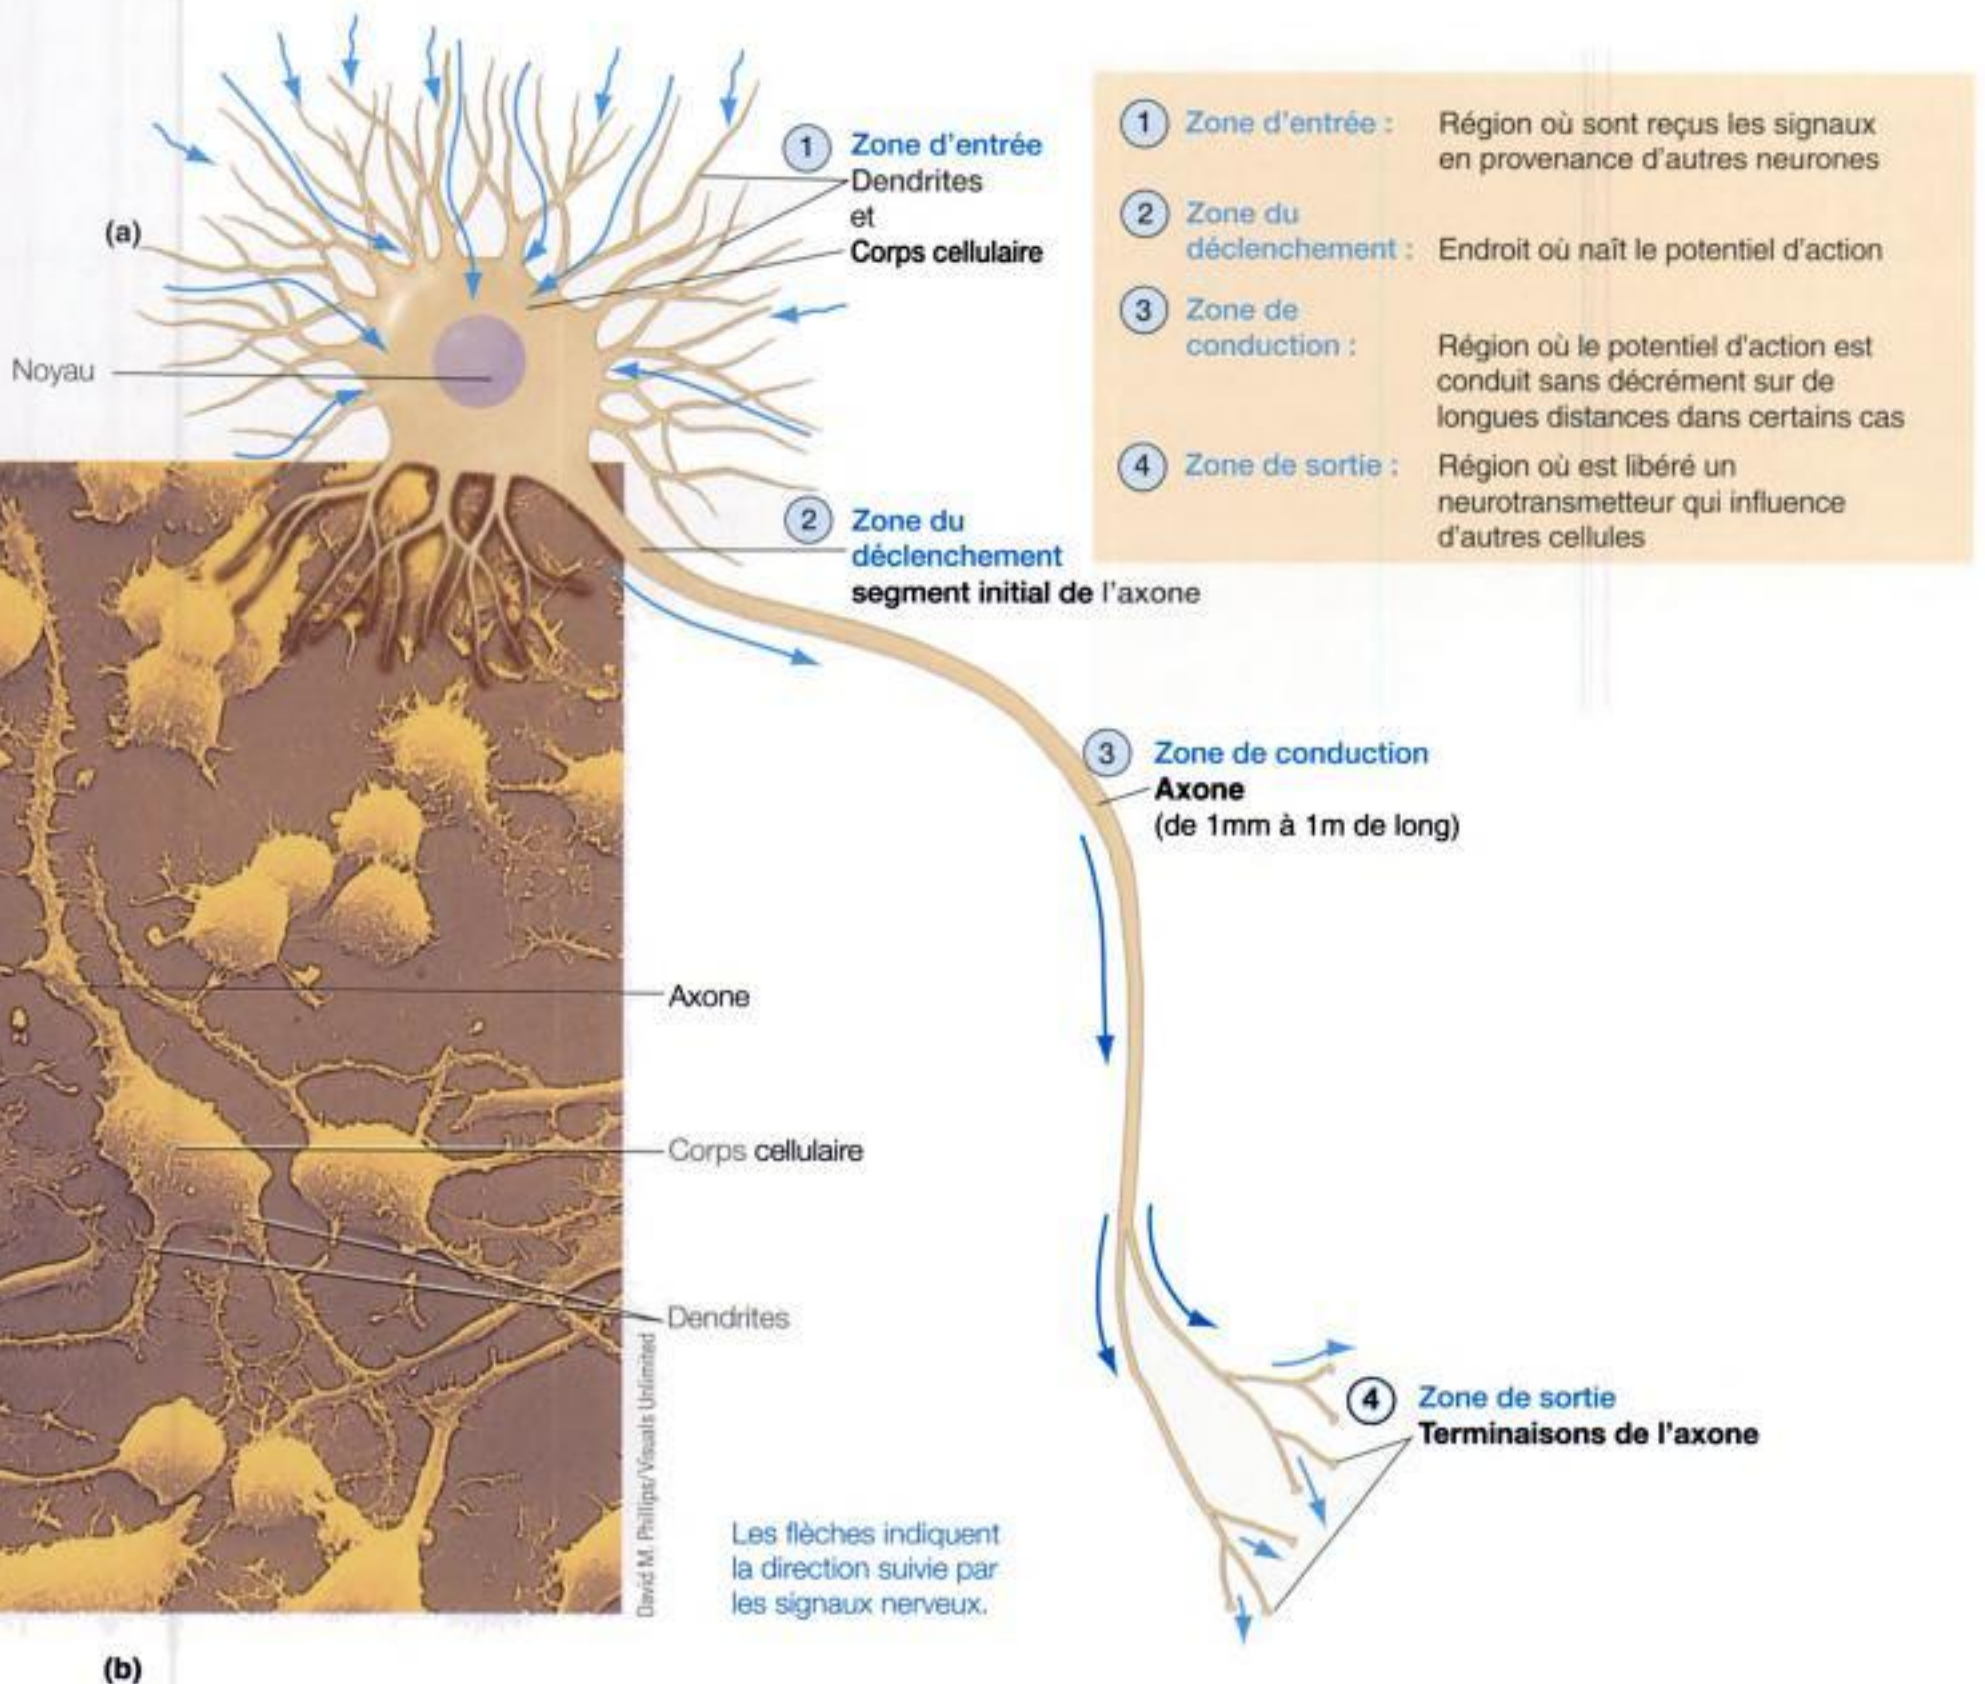 (a)
Noyau
1 Zone d'entrée
Dendrites
et
Corps cellulaire
1 Zone d'entrée : Région où sont reçus les signaux
en provenance d'autres neurones
2 Zone du
déclenchement : Endroit où naît le potentiel d'action
3 Zone de
conduction : Région où le potentiel d'action est
conduit sans décrément sur de
longues distances dans certains cas
4 Zone de sortie : Région où est libéré un
neurotransmetteur qui influence
d'autres cellules
2 Zone du
déclenchement
segment initial de l'axone
3 Zone de conduction
Axone
(de 1mm à 1m de long)
Axone
Corps cellulaire
Dendrites
David M. Phillips/Visuals Unlimited
4 Zone de sortie
Terminaisons de l'axone
Les flèches indiquent
la direction suivie par
les signaux nerveux.
(b)